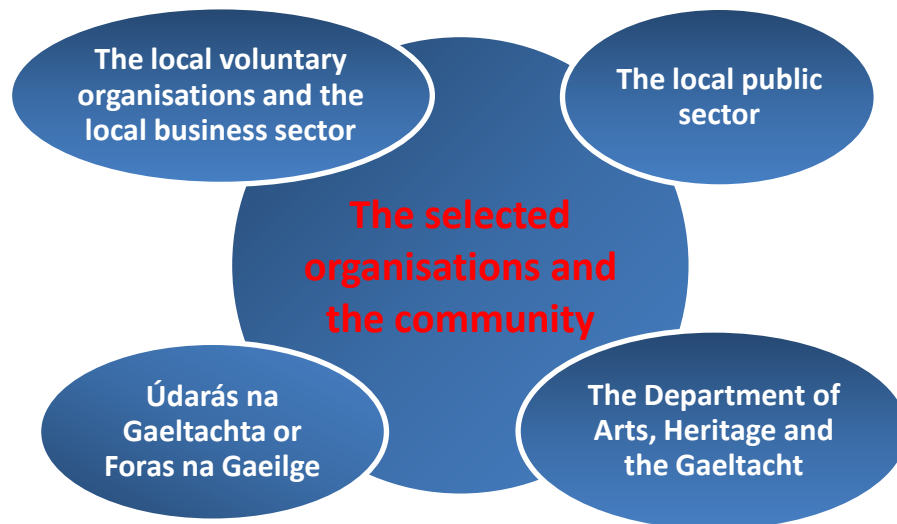 The local voluntary
organisations and the
local business sector
The local public
sector
The selected
organisations and
the community
Údarás na
Gaeltachta or
Foras na Gaeilge
The Department of
Arts, Heritage and
the Gaeltacht